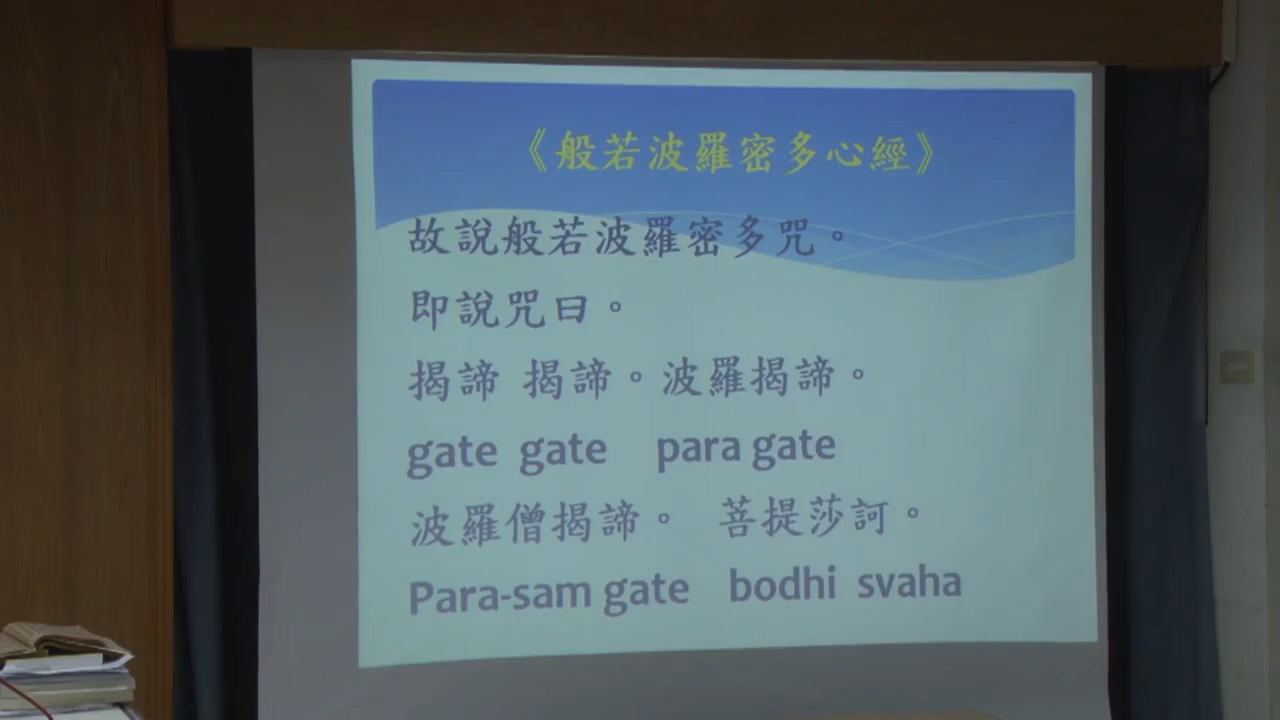 《般若波羅密多心經》
故說般若波羅密多咒。
即說咒曰。
揭諦 揭諦。波羅揭諦。
gate gate para gate
波羅僧揭諦。 菩提莎訶。
Para-sam gate bodhi svaha